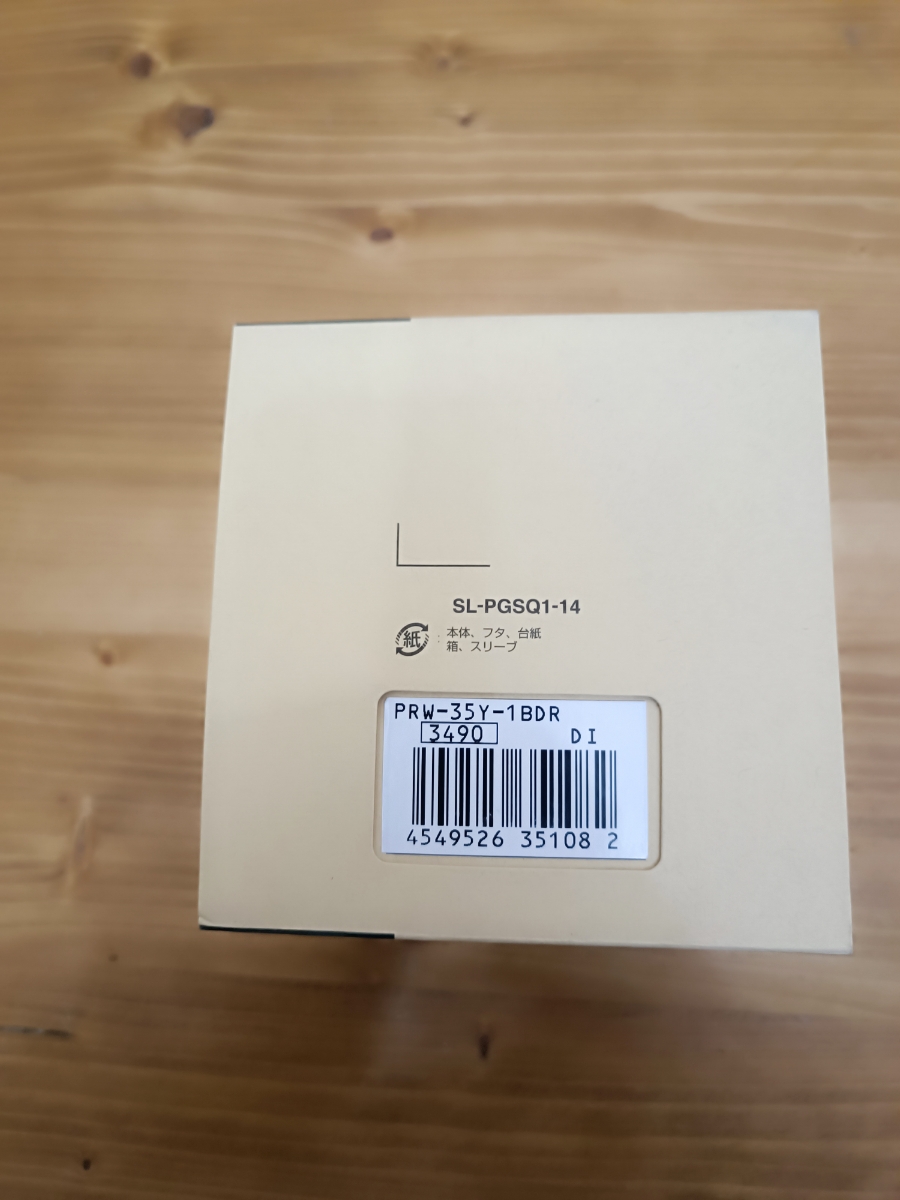 SL-PGSQ1-14
紙 : 本体、フタ、台紙
箱、スリーブ
PRW-35Y-1BDR
3490 DI
4549526 35108 2